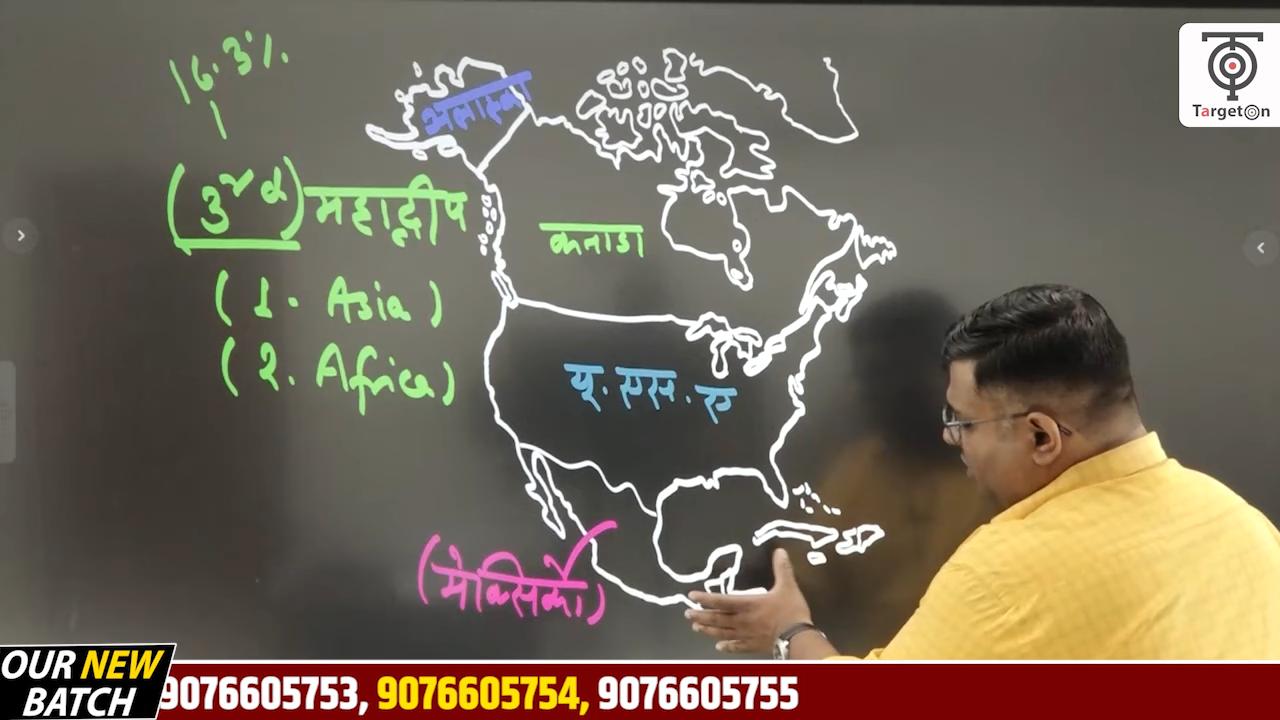 16.3%
(3rd) महाद्वीप
(1. Asia)
(2. Africa)
अलास्का
कनाडा
यू. एस. ए
(मेक्सिको)
TargetOn
OUR NEW
BATCH
9076605753, 9076605754, 9076605755